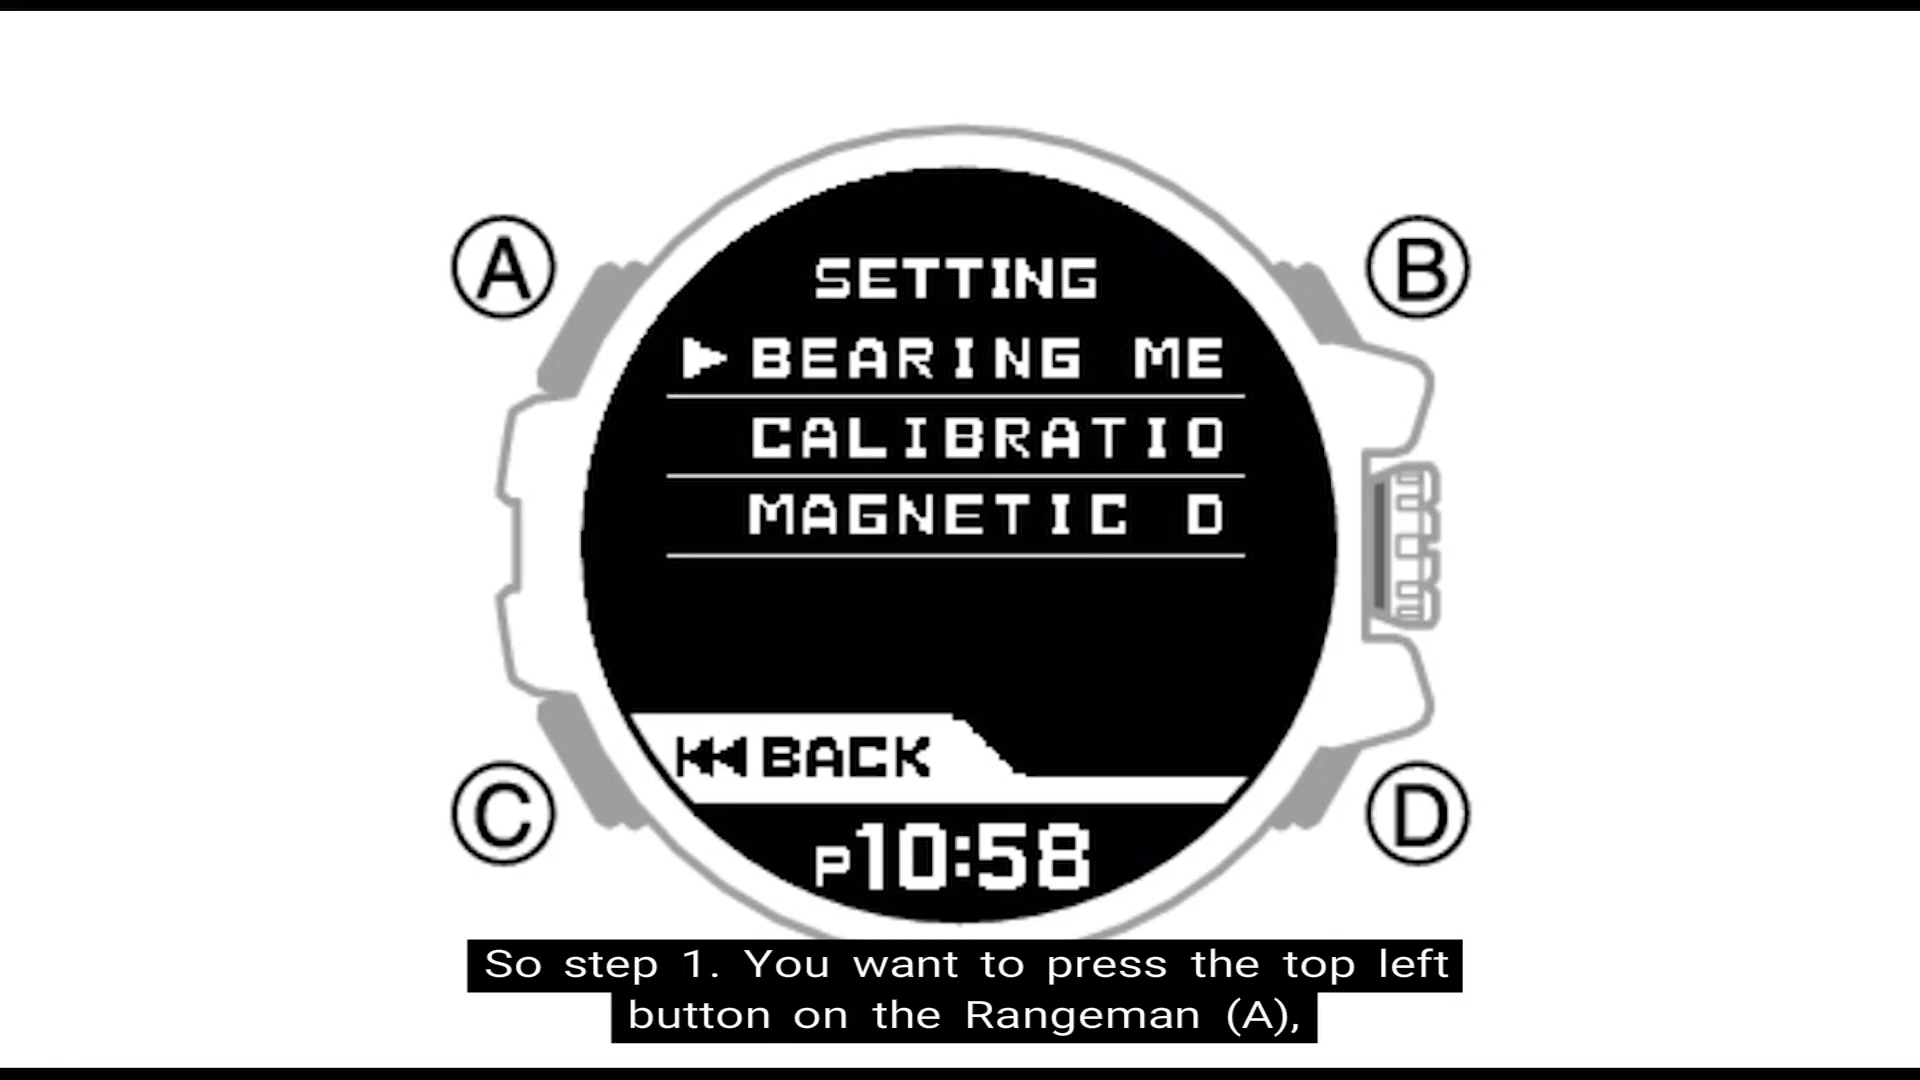 A
B
SETTING
▶BEARING ME
CALIBRATIO
MAGNETIC D
⏮BACK
C
D
P10:58
So step 1. You want to press the top left
button on the Rangeman (A),